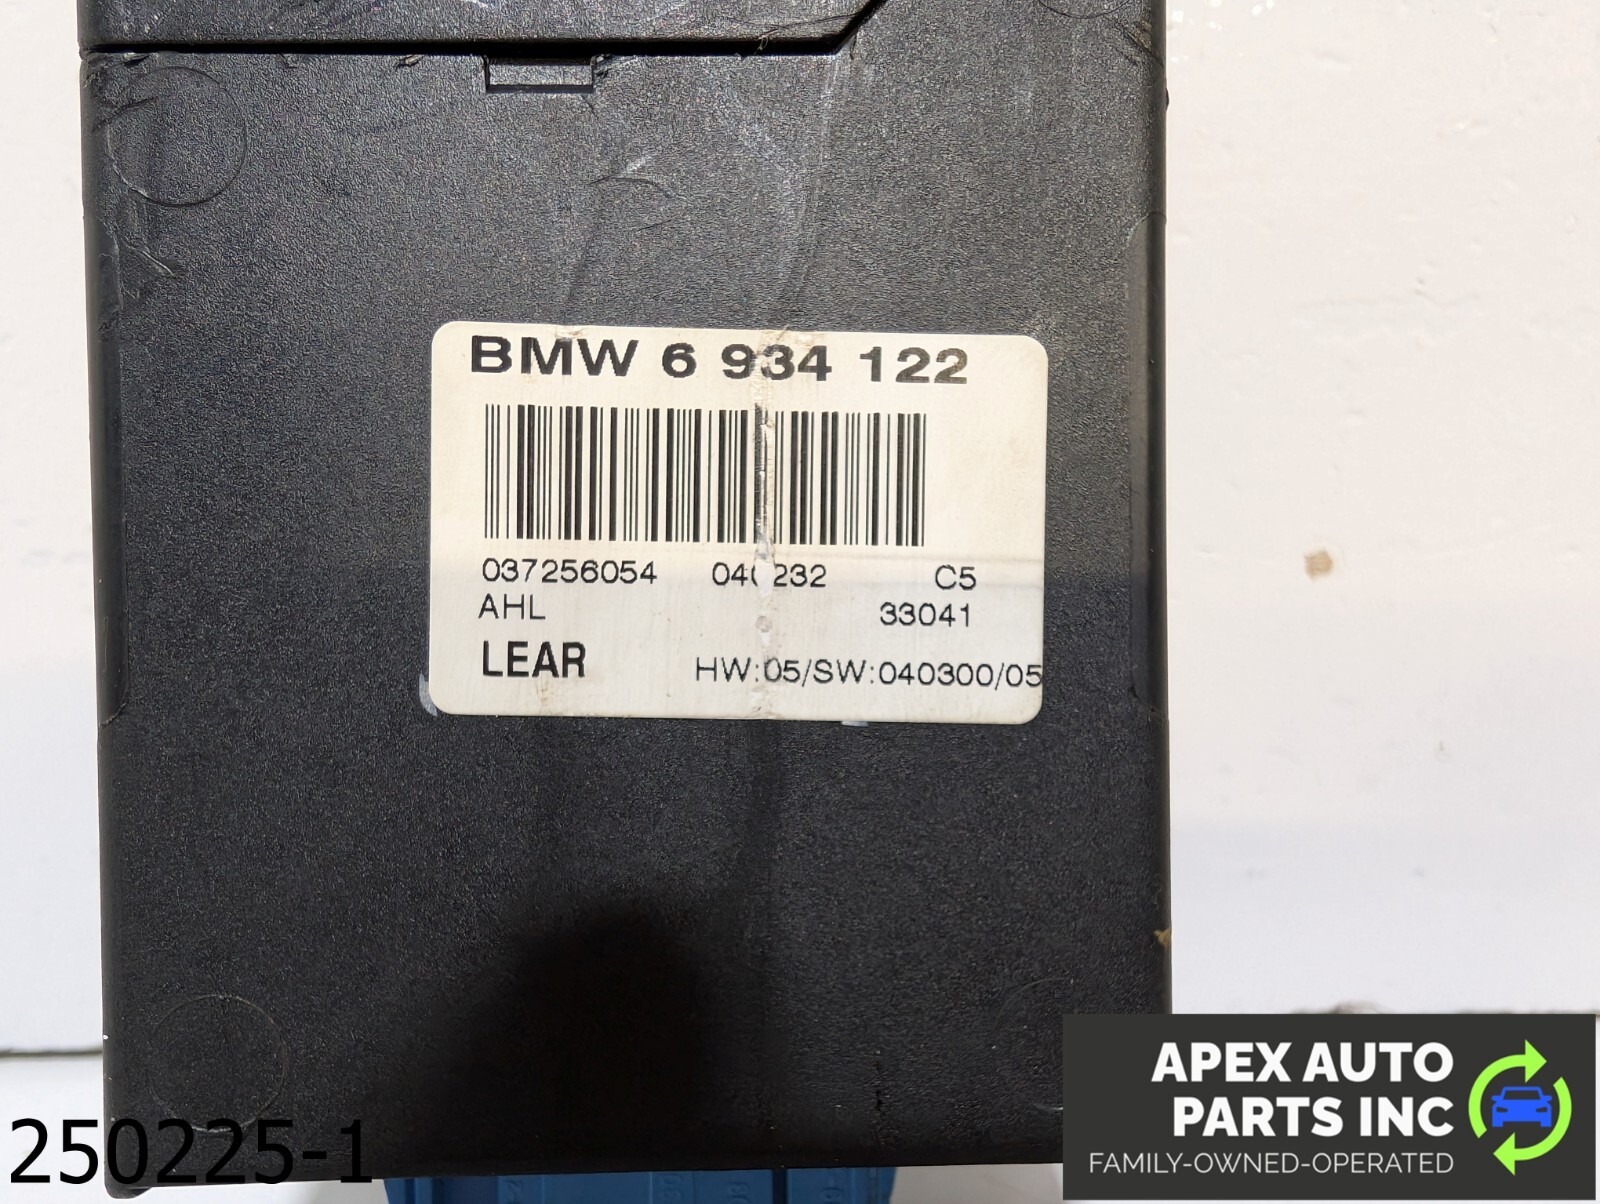 BMW 6 934 122
037256054 C5
AHL 33041
LEAR HW:05/SW:040300/05
250225-1
APEX AUTO
PARTS INC
FAMILY-OWNED-OPERATED